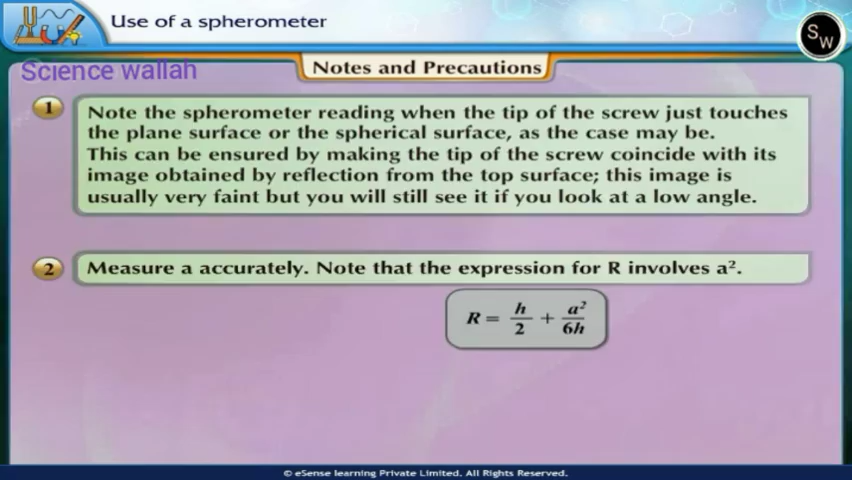 Use of a spherometer
SW
Science wallah
Notes and Precautions
1
Note the spherometer reading when the tip of the screw just touches
the plane surface or the spherical surface, as the case may be.
This can be ensured by making the tip of the screw coincide with its
image obtained by reflection from the top surface; this image is
usually very faint but you will still see it if you look at a low angle.
2
Measure a accurately. Note that the expression for R involves a².
R = h/2 + a²/6h
© eSense learning Private Limited. All Rights Reserved.